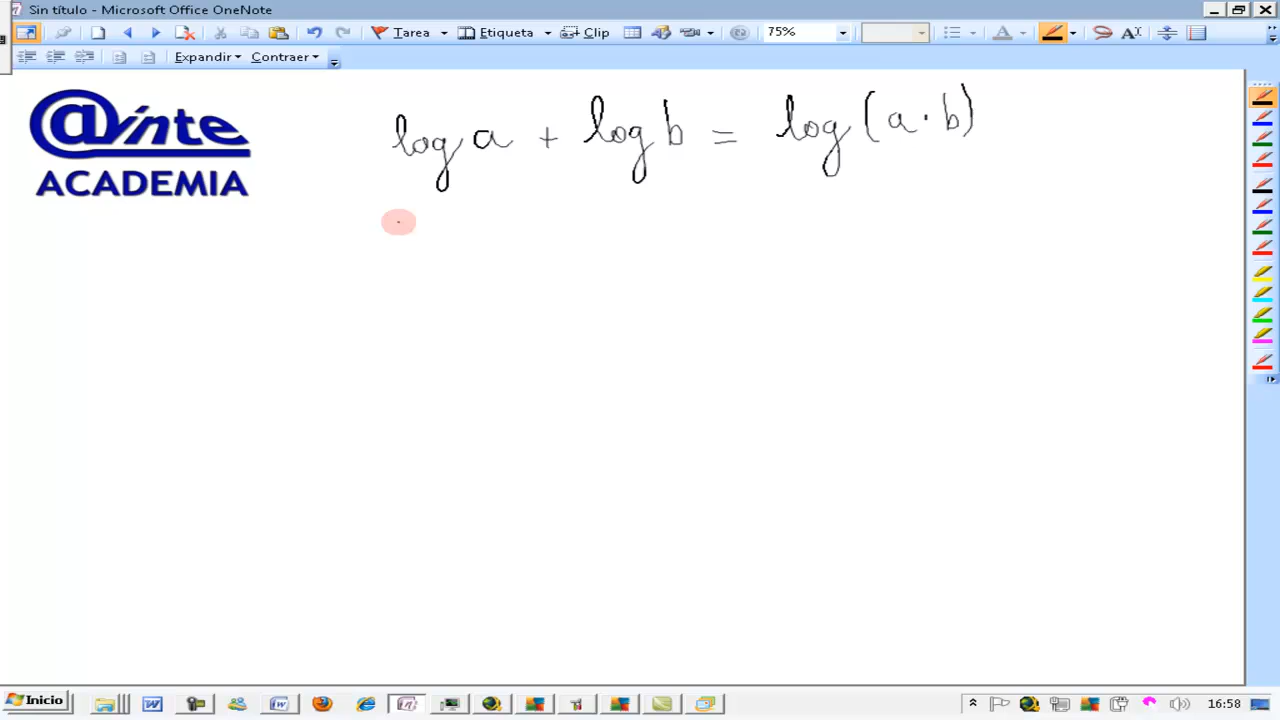 Sin título - Microsoft Office OneNote
Tarea Etiqueta Clip 75% A A
Expandir Contraer
@inte
ACADEMIA
log a + log b = log (a · b)
Inicio 16:58